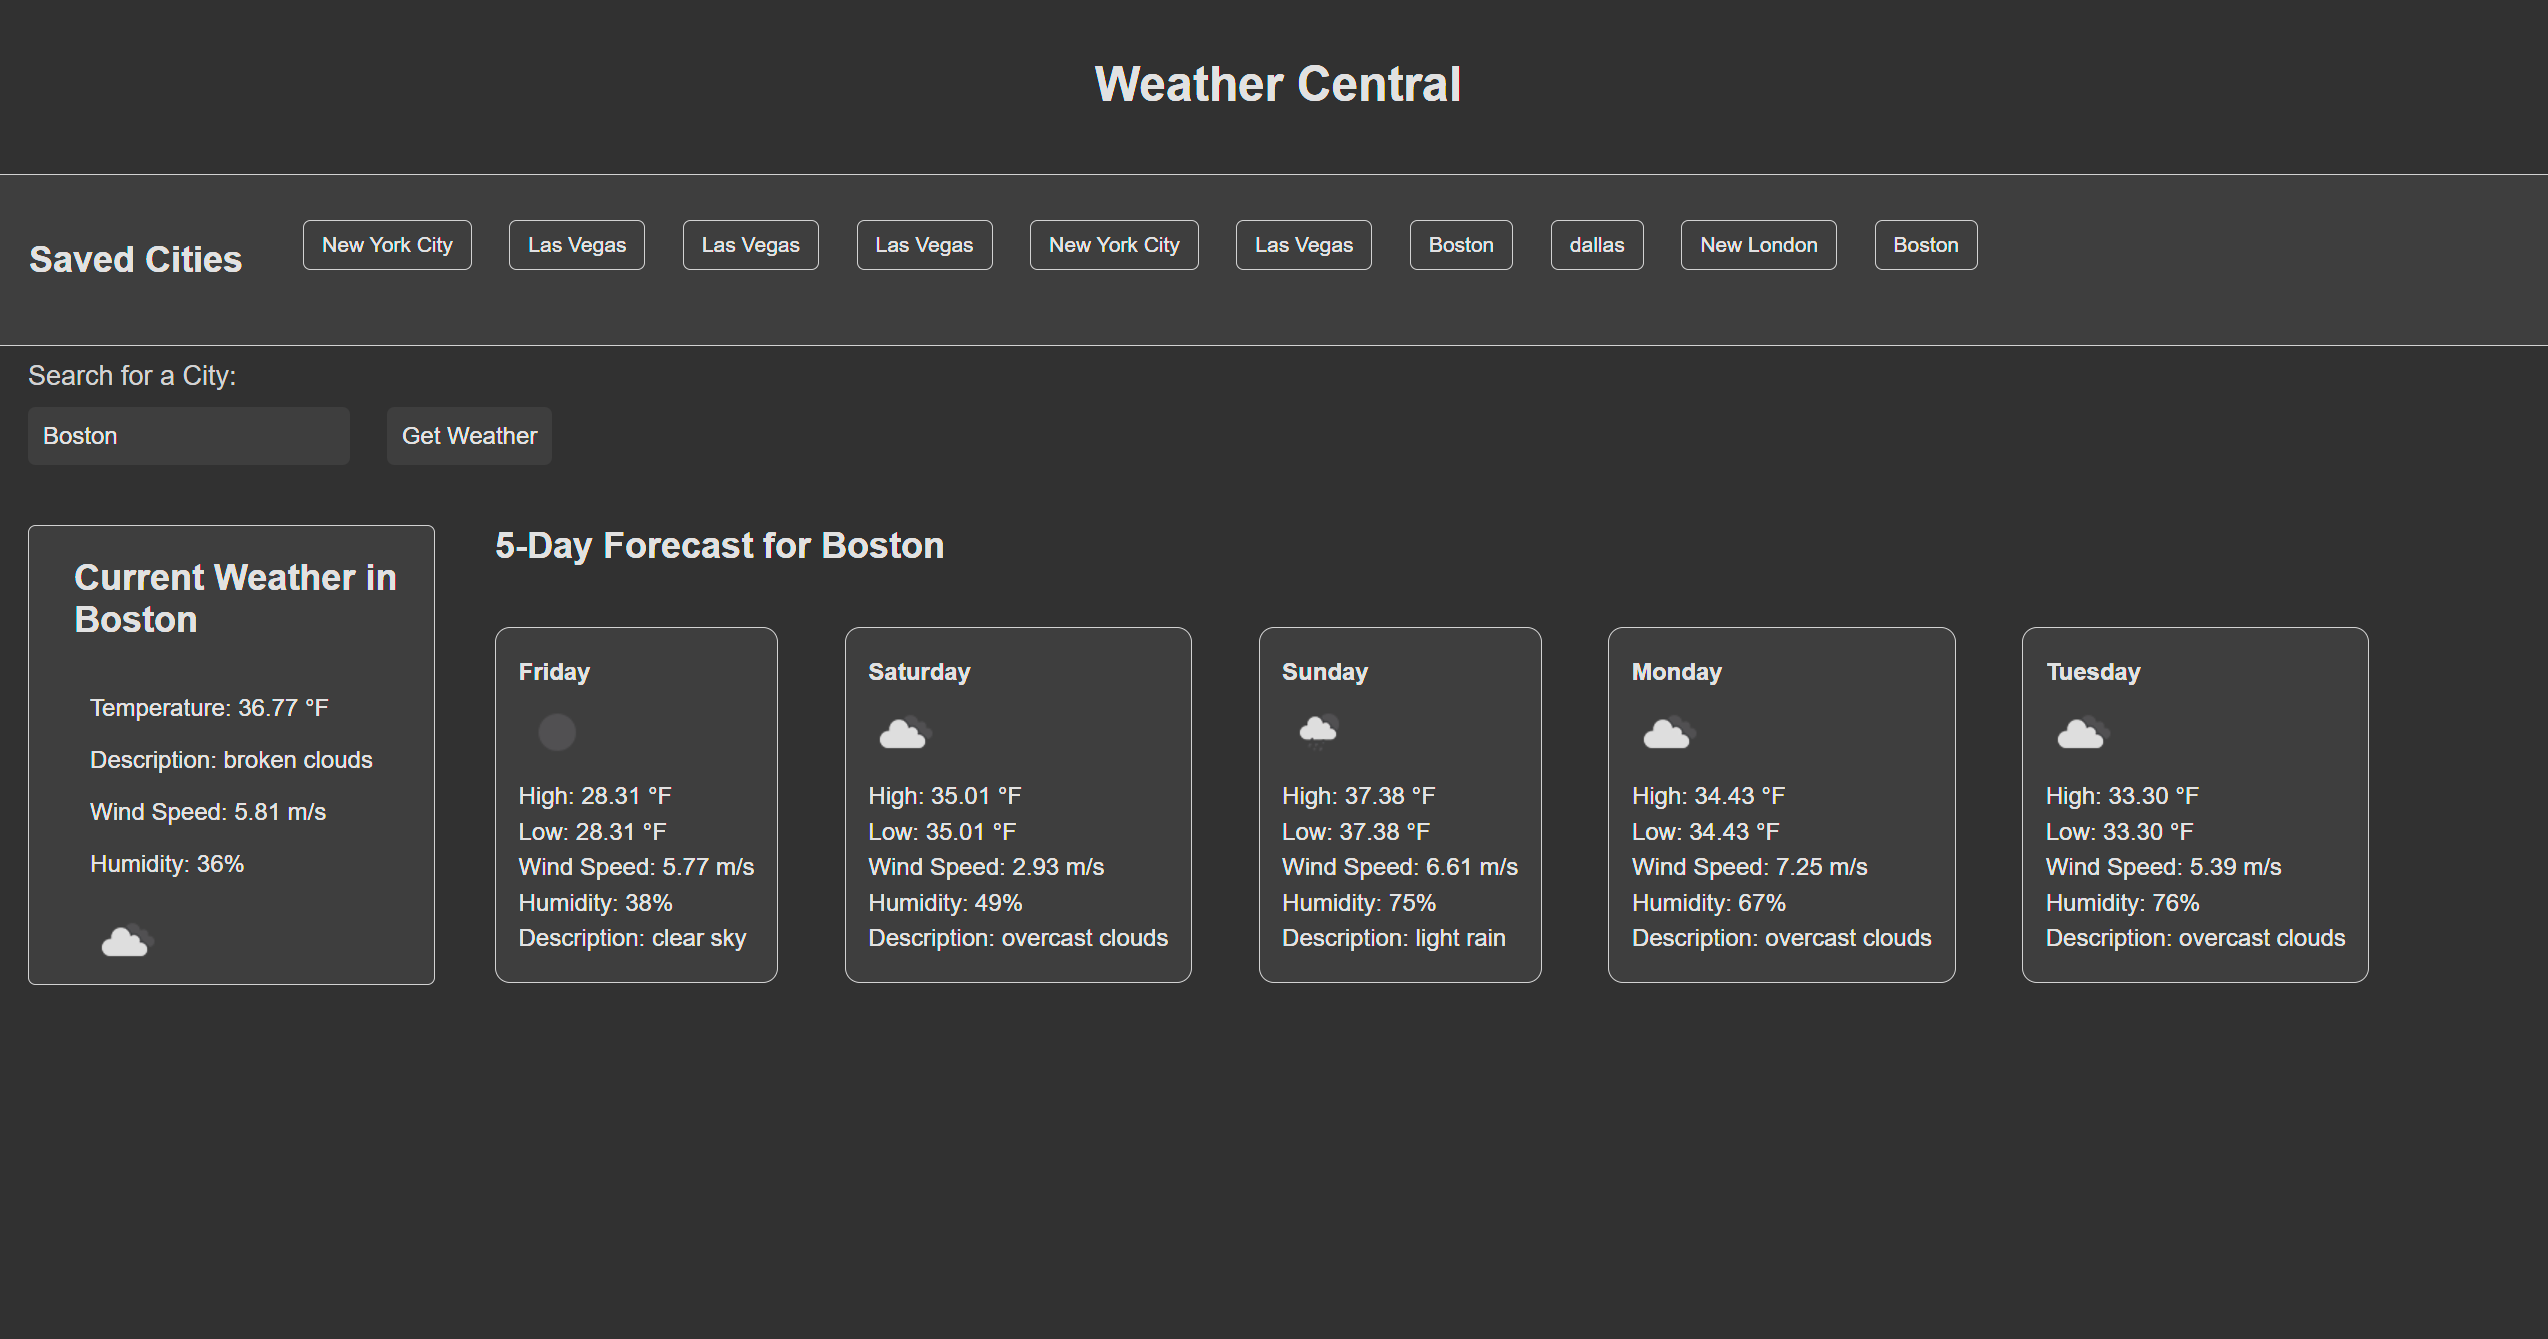 Weather Central
Saved Cities
New York City
Las Vegas
Las Vegas
Las Vegas
New York City
Las Vegas
Boston
dallas
New London
Boston
Search for a City:
Boston
Get Weather
Current Weather in
Boston
Temperature: 36.77 °F
Description: broken clouds
Wind Speed: 5.81 m/s
Humidity: 36%
5-Day Forecast for Boston
Friday
High: 28.31 °F
Low: 28.31 °F
Wind Speed: 5.77 m/s
Humidity: 38%
Description: clear sky
Saturday
High: 35.01 °F
Low: 35.01 °F
Wind Speed: 2.93 m/s
Humidity: 49%
Description: overcast clouds
Sunday
High: 37.38 °F
Low: 37.38 °F
Wind Speed: 6.61 m/s
Humidity: 75%
Description: light rain
Monday
High: 34.43 °F
Low: 34.43 °F
Wind Speed: 7.25 m/s
Humidity: 67%
Description: overcast clouds
Tuesday
High: 33.30 °F
Low: 33.30 °F
Wind Speed: 5.39 m/s
Humidity: 76%
Description: overcast clouds